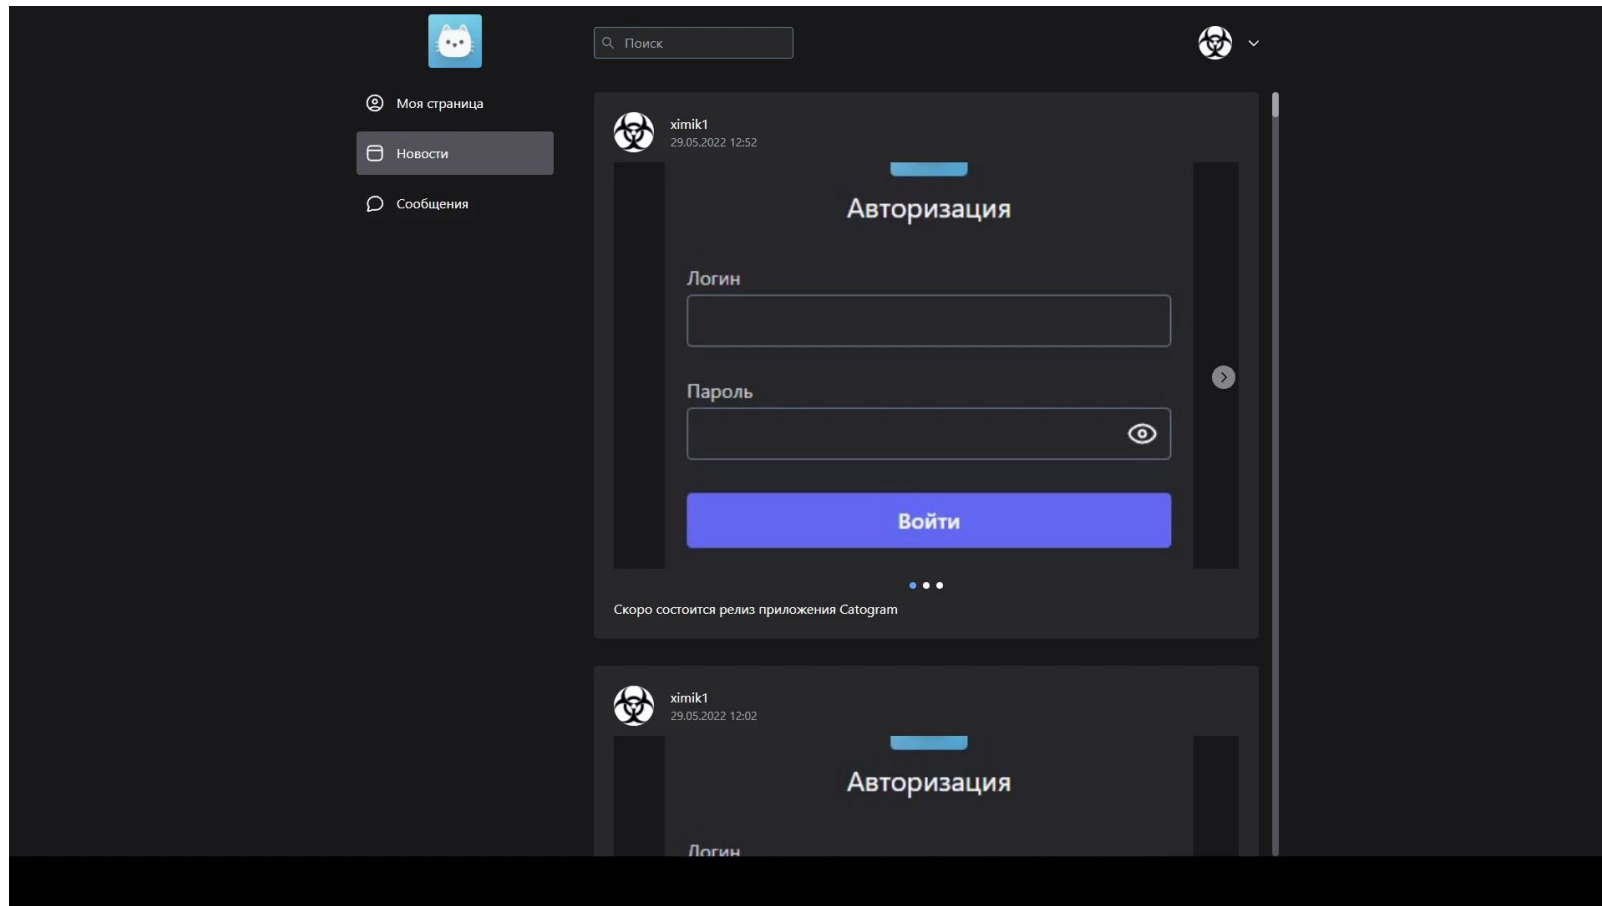 Поиск
Моя страница
Новости
Сообщения
ximik1
29.05.2022 12:52
Авторизация
Логин
Пароль
Войти
Скоро состоится релиз приложения Catogram
ximik1
29.05.2022 12:02
Авторизация
Логин